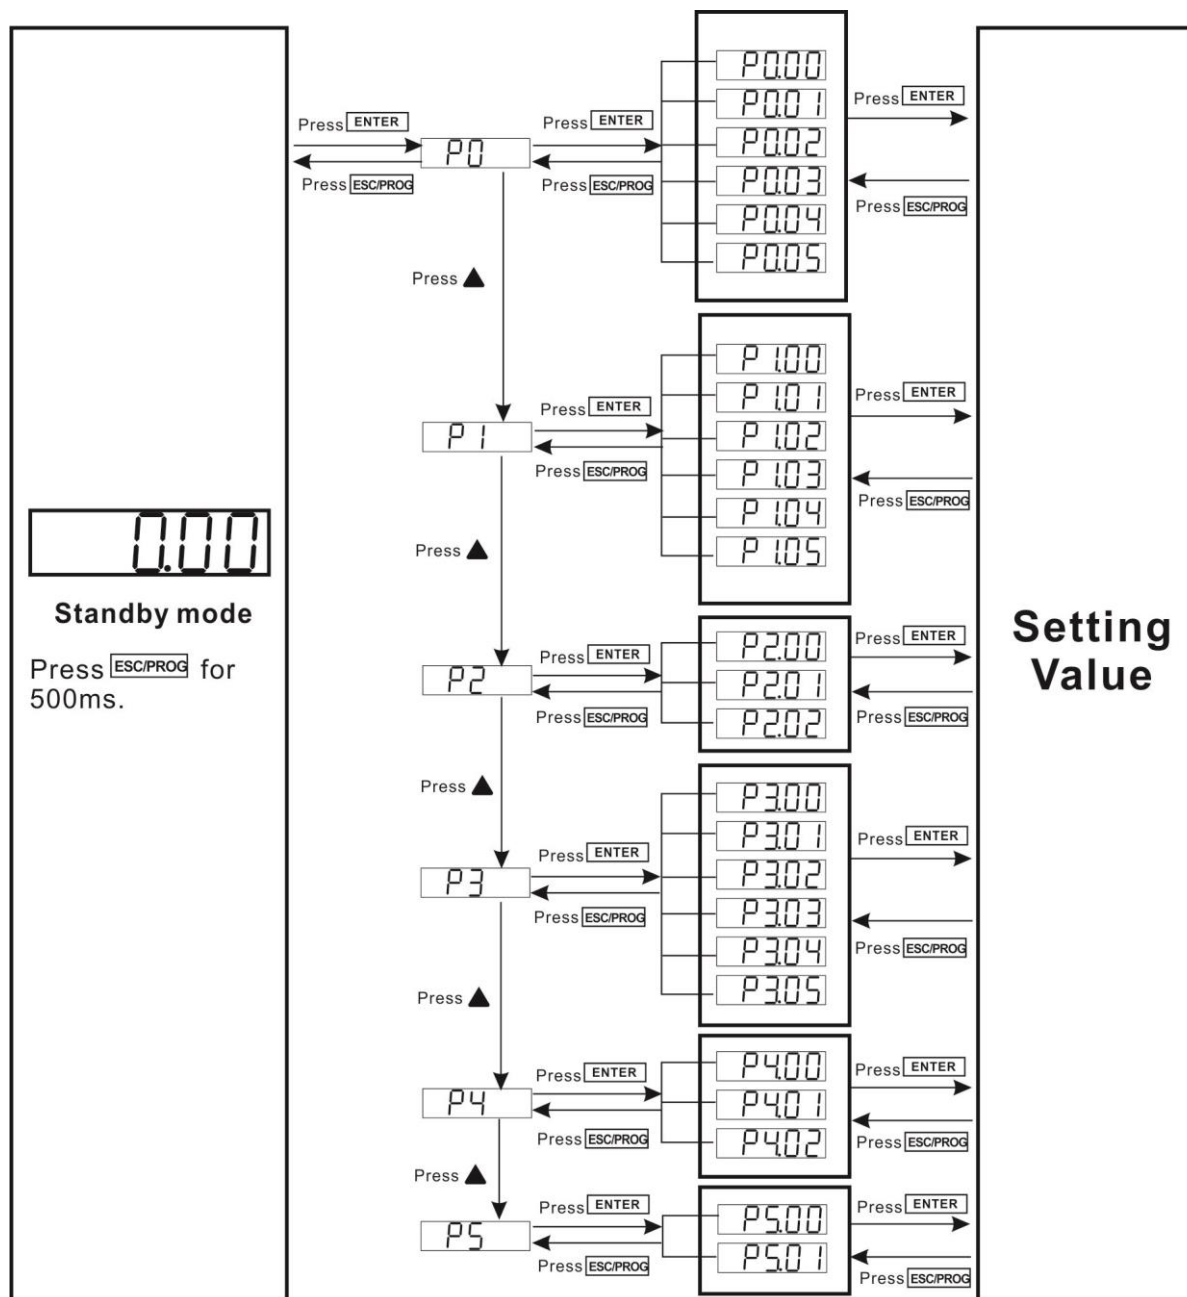 P0.00
P0.01
Press ENTER
Press ENTER
Press ENTER
P0.02
P0
P0.03
Press ESC/PROG
Press ESC/PROG
Press ESC/PROG
P0.04
P0.05
Press ▲
P1.00
P1.01
Press ENTER
Press ENTER
P1
P1.02
Press ESC/PROG
P1.03
Press ESC/PROG
P1.04
Press ▲
P1.05
0.00
Standby mode
Press ESC/PROG for
500ms.
P2.00
Press ENTER
Press ENTER
P2
P2.01
Press ESC/PROG
Press ESC/PROG
P2.02
Setting
Value
Press ▲
P3.00
P3.01
Press ENTER
Press ENTER
P3
P3.02
Press ESC/PROG
P3.03
Press ESC/PROG
P3.04
Press ▲
P3.05
P4.00
Press ENTER
Press ENTER
P4
P4.01
Press ESC/PROG
Press ESC/PROG
P4.02
Press ▲
Press ENTER
Press ENTER
P5
P5.00
P5.01
Press ESC/PROG
Press ESC/PROG